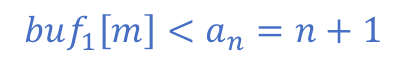 buf₁[m] < aₙ = n + 1